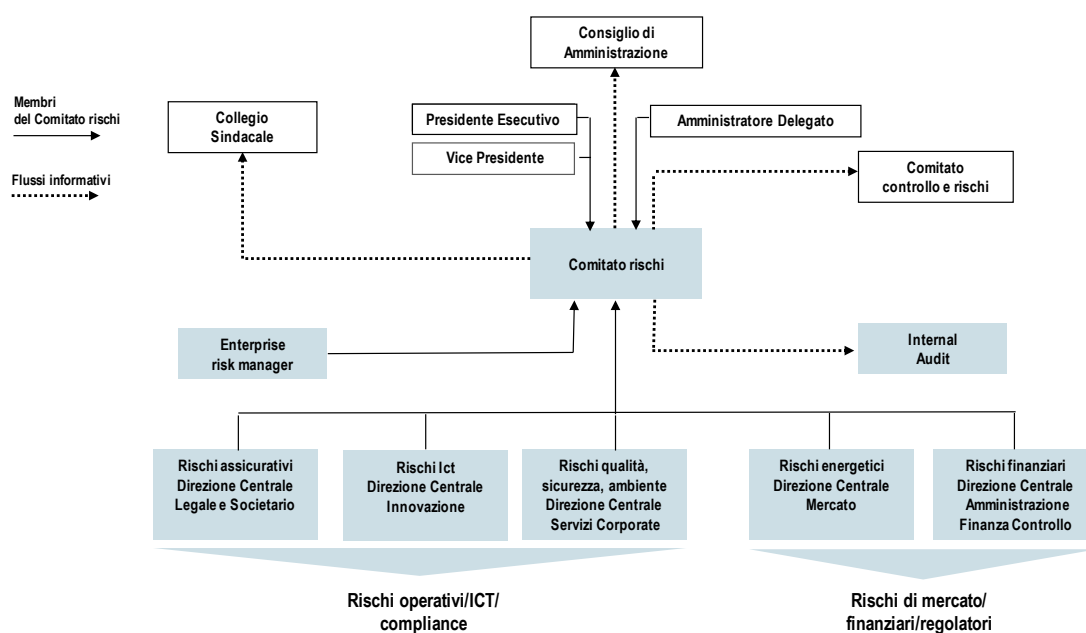 Consiglio di
Amministrazione
Membri
del Comitato rischi
Collegio
Sindacale
Presidente Esecutivo
Amministratore Delegato
Vice Presidente
Flussi informativi
Comitato
controllo e rischi
Comitato rischi
Enterprise
risk manager
Internal
Audit
Rischi assicurativi
Direzione Centrale
Legale e Societario
Rischi Ict
Direzione Centrale
Innovazione
Rischi qualità,
sicurezza, ambiente
Direzione Centrale
Servizi Corporate
Rischi energetici
Direzione Centrale
Mercato
Rischi finanziari
Direzione Centrale
Amministrazione
Finanza Controllo
Rischi operativi/ICT/
compliance
Rischi di mercato/
finanziari/regolatori